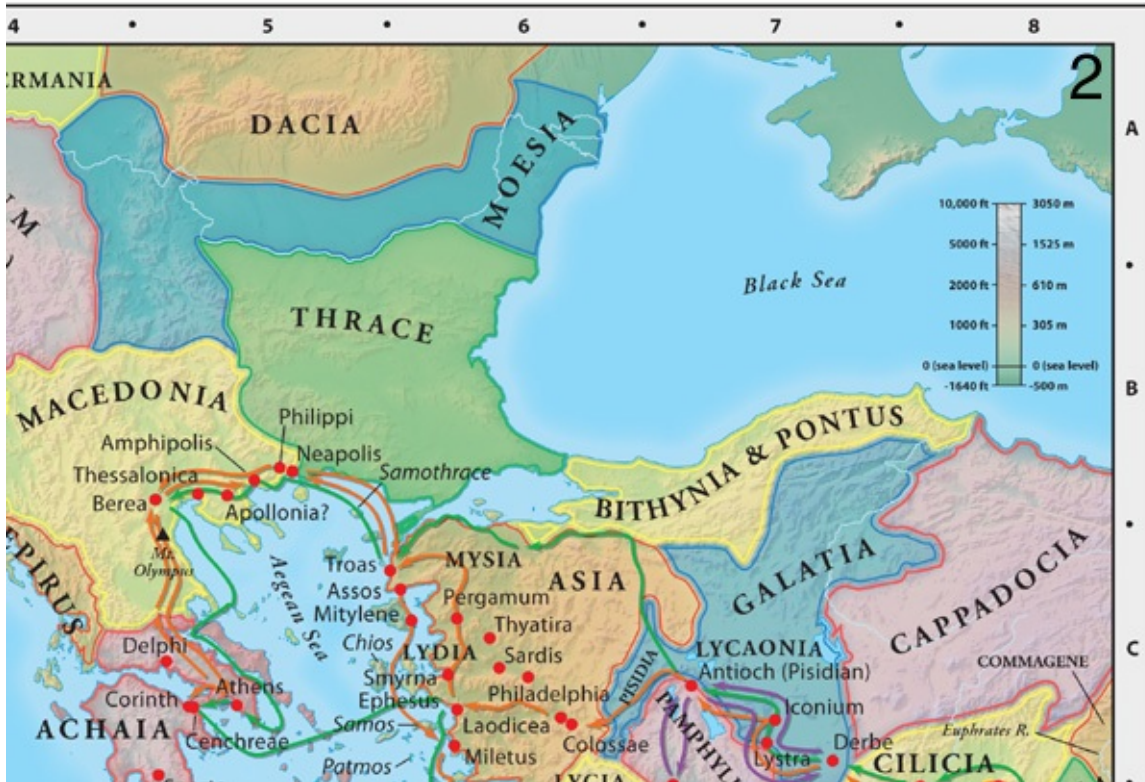 4 • 5 • 6 • 7 • 8
2
A
•
B
•
C
ERMANIA
DACIA
MOESIA
UM
THRACE
Black Sea
10,000 ft 3050 m
5000 ft 1525 m
2000 ft 610 m
1000 ft 305 m
0 (sea level) 0 (sea level)
-1640 ft -500 m
MACEDONIA
Philippi
Amphipolis
Neapolis
Thessalonica
Samothrace
Berea
Apollonia?
BITHYNIA & PONTUS
EPIRUS
Mt.
Olympus
Aegean Sea
Troas
MYSIA
ASIA
GALATIA
CAPPADOCIA
Assos
Pergamum
Mitylene
Thyatira
Chios
LYDIA
Sardis
Delphi
LYCAONIA
Antioch (Pisidian)
COMMAGENE
Smyrna
Philadelphia
PISIDIA
Athens
Ephesus
Corinth
Iconium
ACHAIA
Samos
Laodicea
PAMPHYLI
Euphrates R.
Cenchreae
Colossae
Derbe
Miletus
Lystra
CILICIA
Patmos
LYCIA